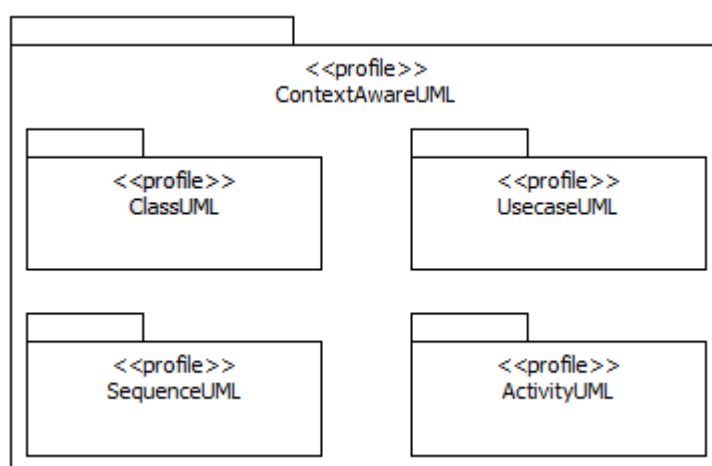 <<profile>>
ContextAwareUML
<<profile>>
ClassUML
<<profile>>
UsecaseUML
<<profile>>
SequenceUML
<<profile>>
ActivityUML